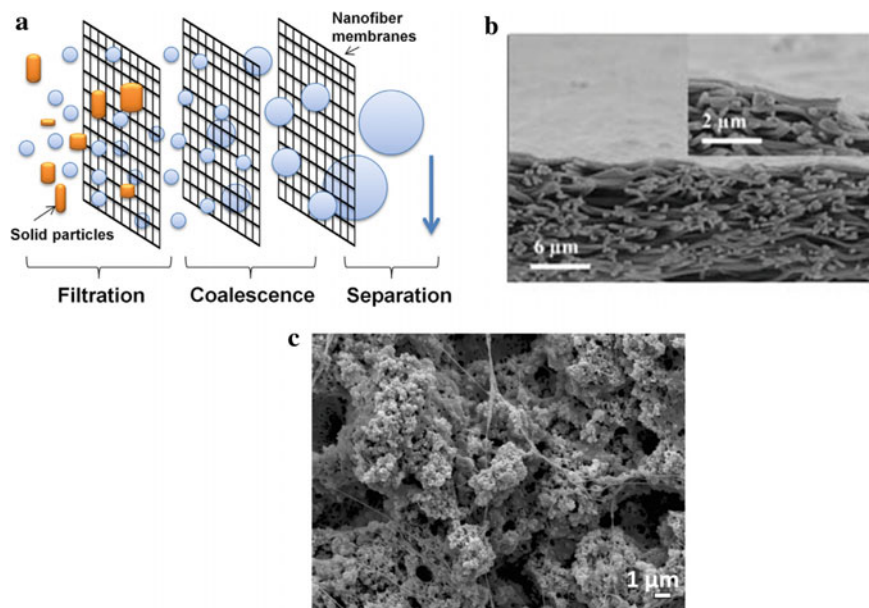 a
Nanofiber
membranes
Solid particles
Filtration
Coalescence
Separation
b
2 µm
6 µm
c
1 µm